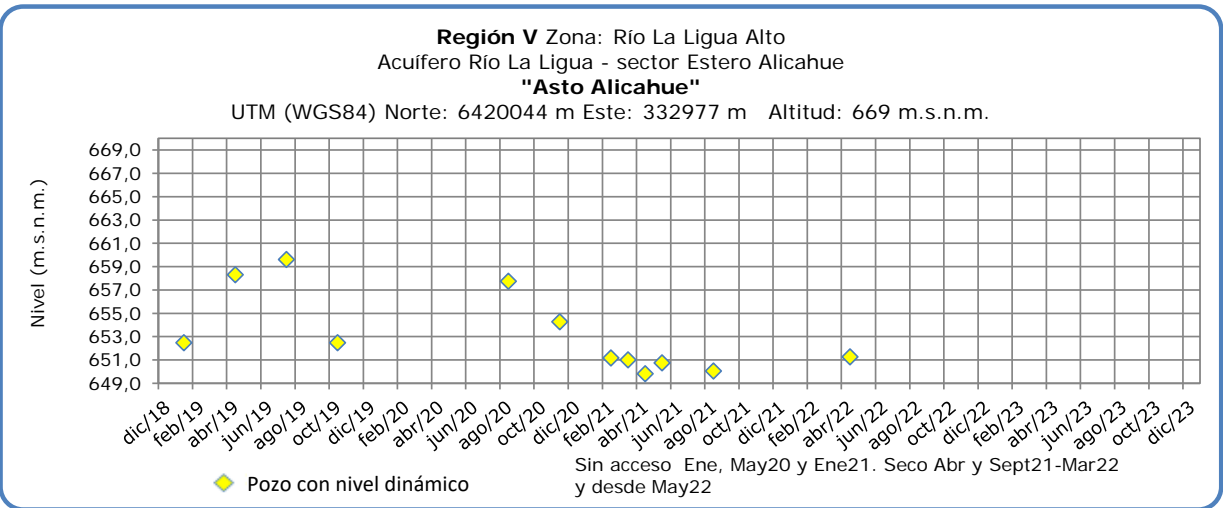 Región V Zona: Río La Ligua Alto
Acuífero Río La Ligua - sector Estero Alicahue
"Asto Alicahue"
UTM (WGS84) Norte: 6420044 m Este: 332977 m   Altitud: 669 m.s.n.m.
Nivel (m.s.n.m.)
669,0
667,0
665,0
663,0
661,0
659,0
657,0
655,0
653,0
651,0
649,0
dic/18
feb/19
abr/19
jun/19
ago/19
oct/19
dic/19
feb/20
abr/20
jun/20
ago/20
oct/20
dic/20
feb/21
abr/21
jun/21
ago/21
oct/21
dic/21
feb/22
abr/22
jun/22
ago/22
oct/22
dic/22
feb/23
abr/23
jun/23
ago/23
oct/23
dic/23
Pozo con nivel dinámico
Sin acceso  Ene, May20 y Ene21. Seco Abr y Sept21-Mar22
y desde May22